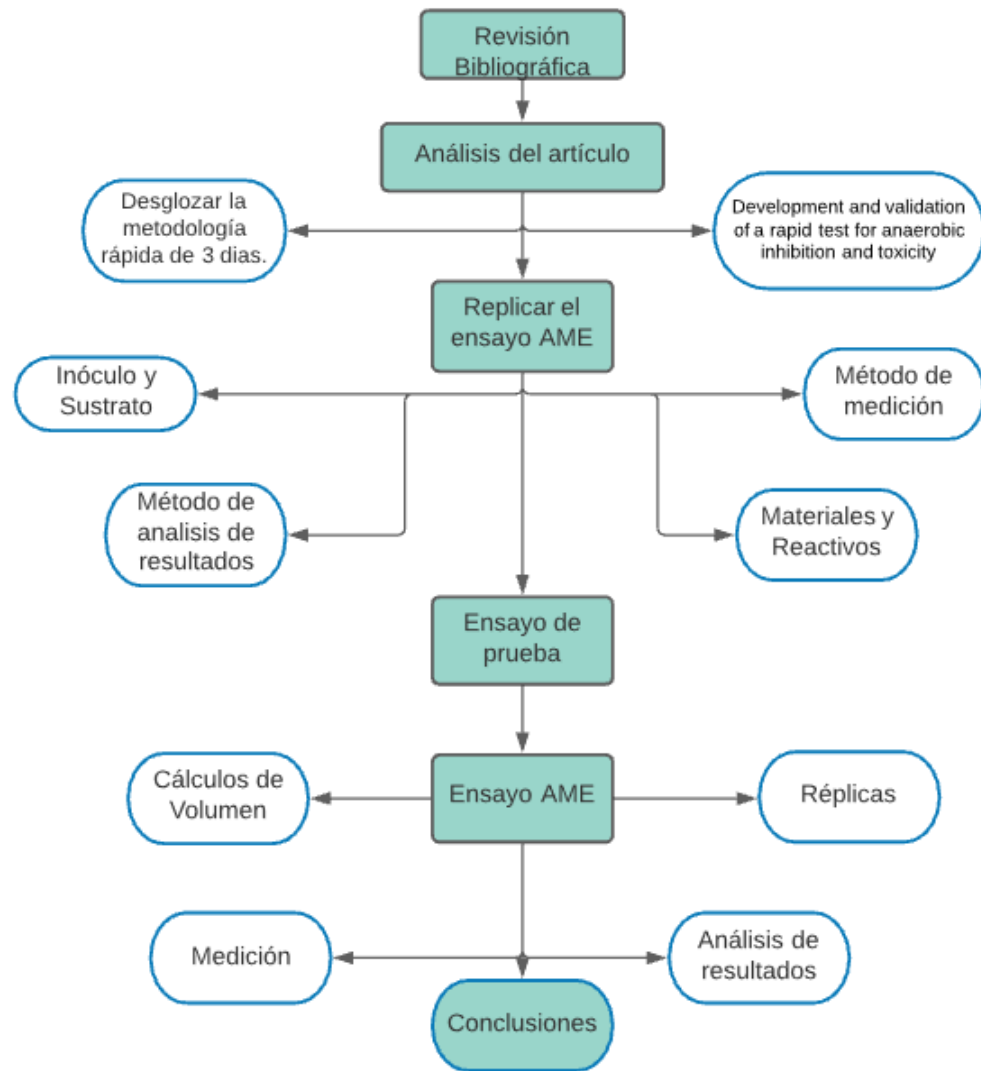 Revisión
Bibliográfica
Análisis del artículo
Desglozar la
metodología
rápida de 3 dias.
Development and validation
of a rapid test for anaerobic
inhibition and toxicity
Replicar el
ensayo AME
Inóculo y
Sustrato
Método de
medición
Método de
analisis de
resultados
Materiales y
Reactivos
Ensayo de
prueba
Cálculos de
Volumen
Ensayo AME
Réplicas
Medición
Análisis de
resultados
Conclusiones